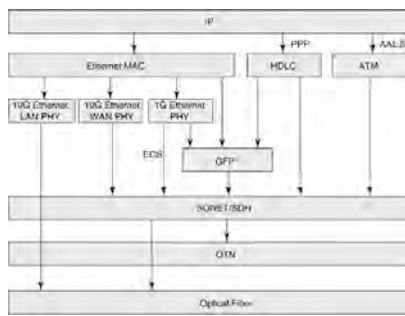 IP
PPP
AAL5
Ethernet MAC
HDLC
ATM
10G Ethernet
LAN PHY
10G Ethernet
WAN PHY
1G Ethernet
PHY
EOS
GFP
SONET/SDH
OTN
Optical Fiber